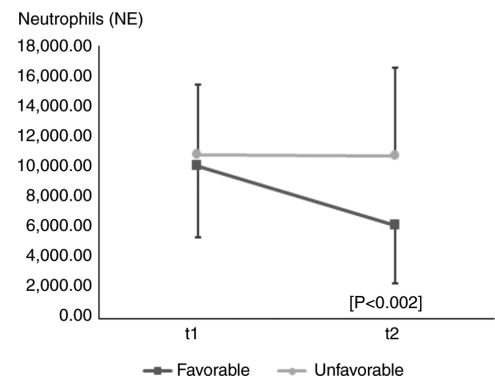 Neutrophils (NE)
18,000.00
16,000.00
14,000.00
12,000.00
10,000.00
8,000.00
6,000.00
4,000.00
2,000.00
0.00
[P<0.002]
t1 t2
Favorable Unfavorable